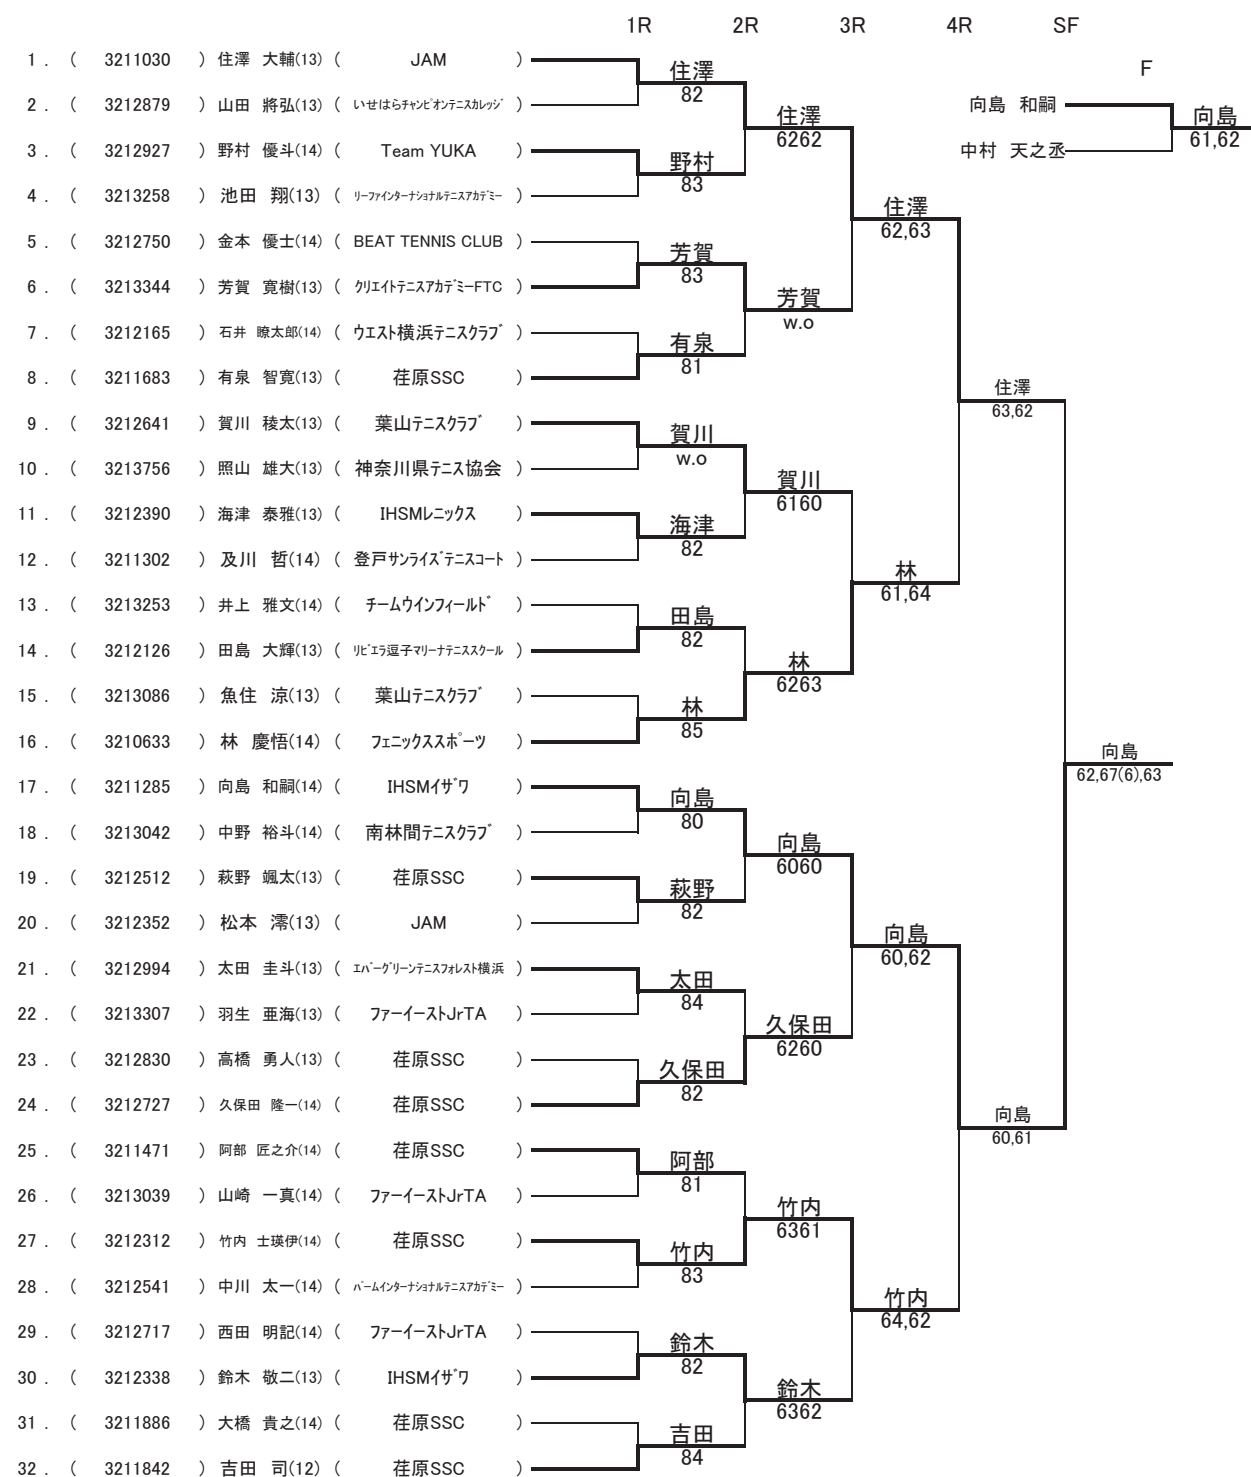 1R 2R 3R 4R SF
F
向島 和嗣
中村 天之丞
向島
61,62
1 . ( 3211030 ) 住澤 大輔(13) ( JAM )
2 . ( 3212879 ) 山田 將弘(13) ( いせはらチャンピオンテニスカレッジ )
3 . ( 3212927 ) 野村 優斗(14) ( Team YUKA )
4 . ( 3213258 ) 池田 翔(13) ( リーファインターナショナルテニスアカデミー )
5 . ( 3212750 ) 金本 優士(14) ( BEAT TENNIS CLUB )
6 . ( 3213344 ) 芳賀 寛樹(13) ( クリエイトテニスアカデミーFTC )
7 . ( 3212165 ) 石井 瞭太郎(14) ( ウエスト横浜テニスクラブ )
8 . ( 3211683 ) 有泉 智寛(13) ( 荏原SSC )
9 . ( 3212641 ) 賀川 稜太(13) ( 葉山テニスクラブ )
10 . ( 3213756 ) 照山 雄大(13) ( 神奈川県テニス協会 )
11 . ( 3212390 ) 海津 泰雅(13) ( IHSMレニックス )
12 . ( 3211302 ) 及川 哲(14) ( 登戸サンライズテニスコート )
13 . ( 3213253 ) 井上 雅文(14) ( チームウインフィールド )
14 . ( 3212126 ) 田島 大輝(13) ( リビエラ逗子マリーナテニススクール )
15 . ( 3213086 ) 魚住 涼(13) ( 葉山テニスクラブ )
16 . ( 3210633 ) 林 慶悟(14) ( フェニックススポーツ )
17 . ( 3211285 ) 向島 和嗣(14) ( IHSMイザワ )
18 . ( 3213042 ) 中野 裕斗(14) ( 南林間テニスクラブ )
19 . ( 3212512 ) 萩野 颯太(13) ( 荏原SSC )
20 . ( 3212352 ) 松本 澪(13) ( JAM )
21 . ( 3212994 ) 太田 圭斗(13) ( エバーグリーンテニスフォレスト横浜 )
22 . ( 3213307 ) 羽生 亜海(13) ( ファーイーストJrTA )
23 . ( 3212830 ) 高橋 勇人(13) ( 荏原SSC )
24 . ( 3212727 ) 久保田 隆一(14) ( 荏原SSC )
25 . ( 3211471 ) 阿部 匠之介(14) ( 荏原SSC )
26 . ( 3213039 ) 山崎 一真(14) ( ファーイーストJrTA )
27 . ( 3212312 ) 竹内 士瑛伊(14) ( 荏原SSC )
28 . ( 3212541 ) 中川 太一(14) ( パームインターナショナルテニスアカデミー )
29 . ( 3212717 ) 西田 明記(14) ( ファーイーストJrTA )
30 . ( 3212338 ) 鈴木 敬二(13) ( IHSMイザワ )
31 . ( 3211886 ) 大橋 貴之(14) ( 荏原SSC )
32 . ( 3211842 ) 吉田 司(12) ( 荏原SSC )
住澤
82
野村
83
芳賀
83
有泉
81
賀川
w.o
海津
82
田島
82
林
85
向島
80
萩野
82
太田
84
久保田
82
阿部
81
竹内
83
鈴木
82
吉田
84
住澤
6262
芳賀
w.o
賀川
6160
林
6263
向島
6060
久保田
6260
竹内
6361
鈴木
6362
住澤
62,63
林
61,64
向島
60,62
竹内
64,62
住澤
63,62
向島
60,61
向島
62,67(6),63